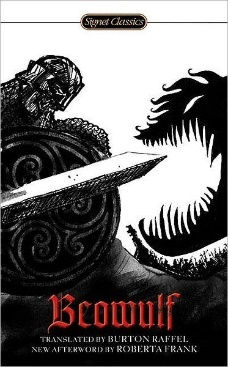 Signet Classics
Beowulf
TRANSLATED BY BURTON RAFFEL
NEW AFTERWORD BY ROBERTA FRANK